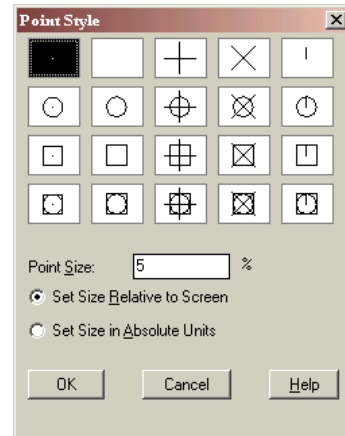 Point Style
Point Size: 5 %
Set Size Relative to Screen
Set Size in Absolute Units
OK Cancel Help